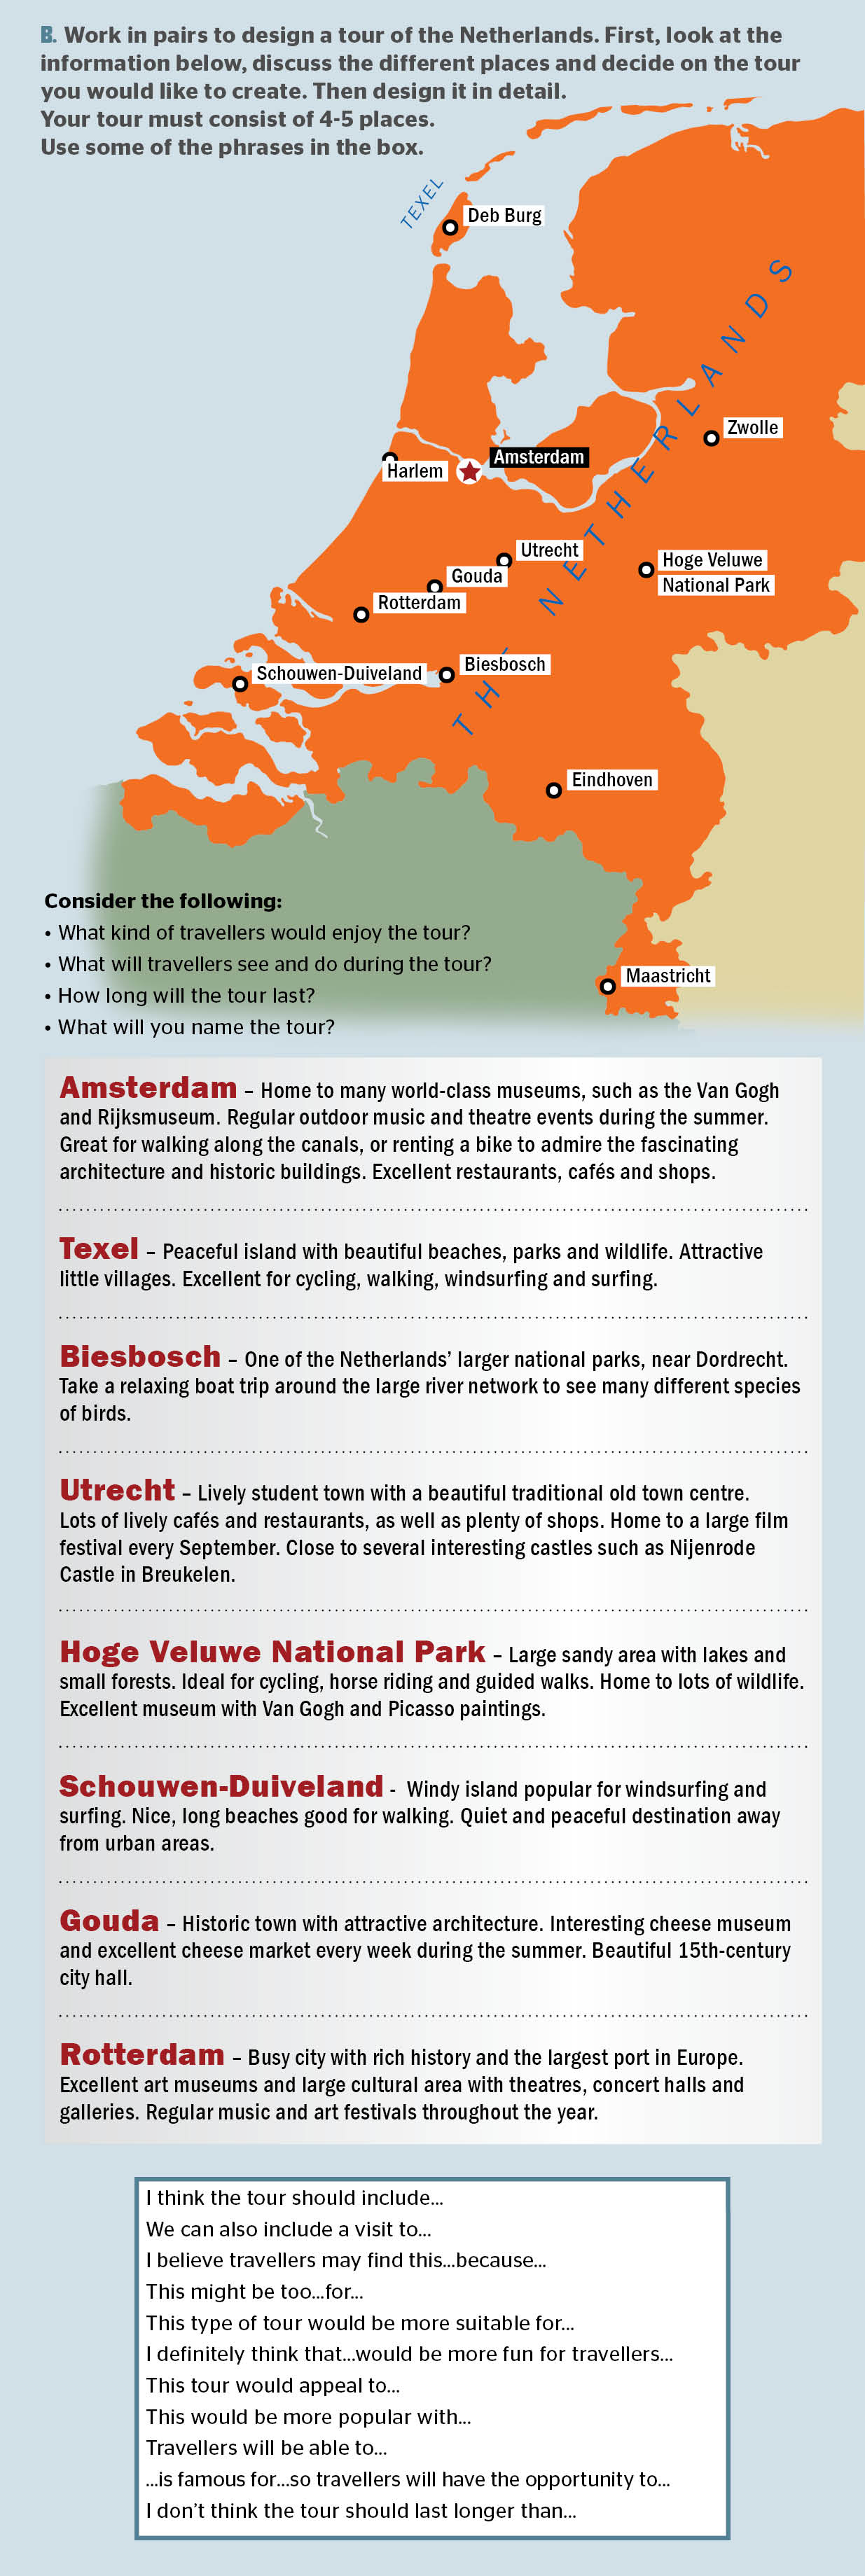 B. Work in pairs to design a tour of the Netherlands. First, look at the
information below, discuss the different places and decide on the tour
you would like to create. Then design it in detail.
Your tour must consist of 4-5 places.
Use some of the phrases in the box.
TEXEL
Deb Burg
THE NETHERLANDS
Zwolle
Amsterdam
Harlem
Utrecht
Hoge Veluwe
National Park
Gouda
Rotterdam
Biesbosch
Schouwen-Duiveland
Eindhoven
Maastricht
Consider the following:
• What kind of travellers would enjoy the tour?
• What will travellers see and do during the tour?
• How long will the tour last?
• What will you name the tour?
Amsterdam – Home to many world-class museums, such as the Van Gogh
and Rijksmuseum. Regular outdoor music and theatre events during the summer.
Great for walking along the canals, or renting a bike to admire the fascinating
architecture and historic buildings. Excellent restaurants, cafés and shops.
Texel – Peaceful island with beautiful beaches, parks and wildlife. Attractive
little villages. Excellent for cycling, walking, windsurfing and surfing.
Biesbosch – One of the Netherlands’ larger national parks, near Dordrecht.
Take a relaxing boat trip around the large river network to see many different species
of birds.
Utrecht – Lively student town with a beautiful traditional old town centre.
Lots of lively cafés and restaurants, as well as plenty of shops. Home to a large film
festival every September. Close to several interesting castles such as Nijenrode
Castle in Breukelen.
Hoge Veluwe National Park – Large sandy area with lakes and
small forests. Ideal for cycling, horse riding and guided walks. Home to lots of wildlife.
Excellent museum with Van Gogh and Picasso paintings.
Schouwen-Duiveland - Windy island popular for windsurfing and
surfing. Nice, long beaches good for walking. Quiet and peaceful destination away
from urban areas.
Gouda – Historic town with attractive architecture. Interesting cheese museum
and excellent cheese market every week during the summer. Beautiful 15th-century
city hall.
Rotterdam – Busy city with rich history and the largest port in Europe.
Excellent art museums and large cultural area with theatres, concert halls and
galleries. Regular music and art festivals throughout the year.
I think the tour should include...
We can also include a visit to...
I believe travellers may find this...because...
This might be too...for...
This type of tour would be more suitable for...
I definitely think that...would be more fun for travellers...
This tour would appeal to...
This would be more popular with...
Travellers will be able to...
...is famous for...so travellers will have the opportunity to...
I don’t think the tour should last longer than...